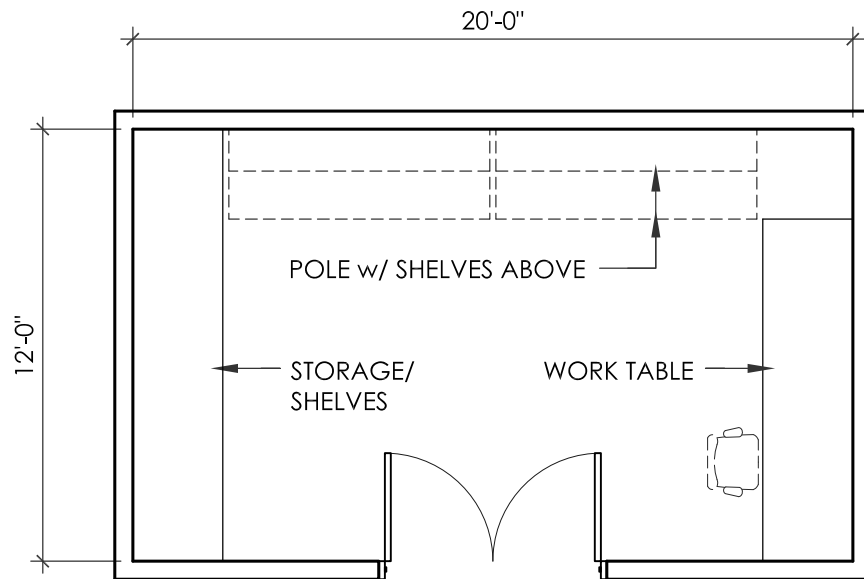 20'-0"
12'-0"
POLE w/ SHELVES ABOVE
STORAGE/
SHELVES
WORK TABLE